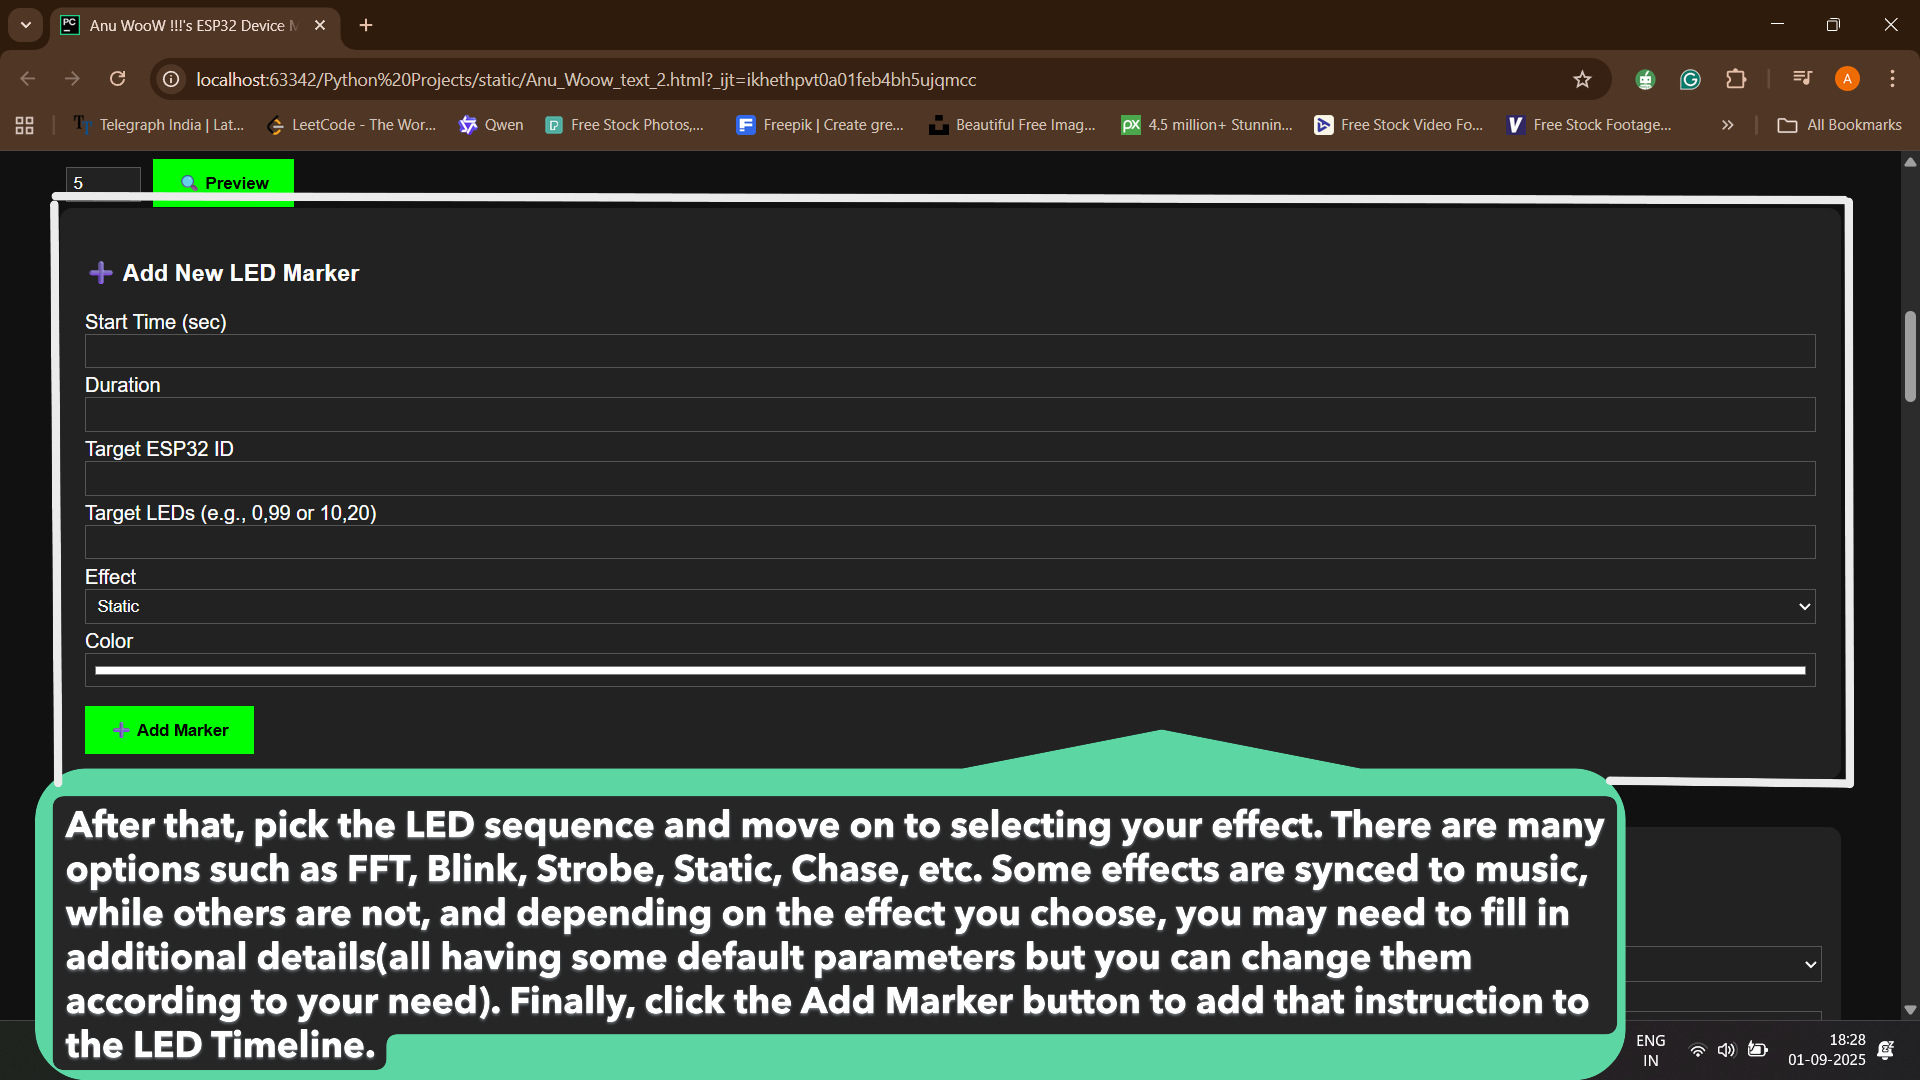 Anu WooW !!!'s ESP32 Device M
localhost:63342/Python%20Projects/static/Anu_Woow_text_2.html?_ijt=ikhethpvt0a01feb4bh5ujqmcc
A
Telegraph India | Lat...
LeetCode - The Wor...
Qwen
Free Stock Photos,...
Freepik | Create gre...
Beautiful Free Imag...
4.5 million+ Stunnin...
Free Stock Video Fo...
Free Stock Footage...
All Bookmarks
5
Preview
Add New LED Marker
Start Time (sec)
Duration
Target ESP32 ID
Target LEDs (e.g., 0,99 or 10,20)
Effect
Static
Color
Add Marker
After that, pick the LED sequence and move on to selecting your effect. There are many
options such as FFT, Blink, Strobe, Static, Chase, etc. Some effects are synced to music,
while others are not, and depending on the effect you choose, you may need to fill in
additional details(all having some default parameters but you can change them
according to your need). Finally, click the Add Marker button to add that instruction to
the LED Timeline.
ENG
IN
18:28
01-09-2025